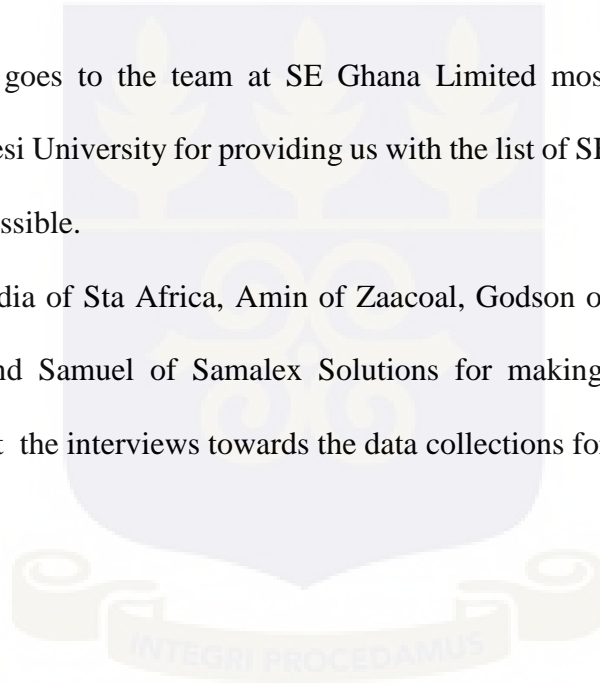 goes to the team at SE Ghana Limited mos
esi University for providing us with the list of SE
ssible.
dia of Sta Africa, Amin of Zaacoal, Godson o
nd Samuel of Samalex Solutions for making
t the interviews towards the data collections fo
INTEGRI PROCEDAMUS